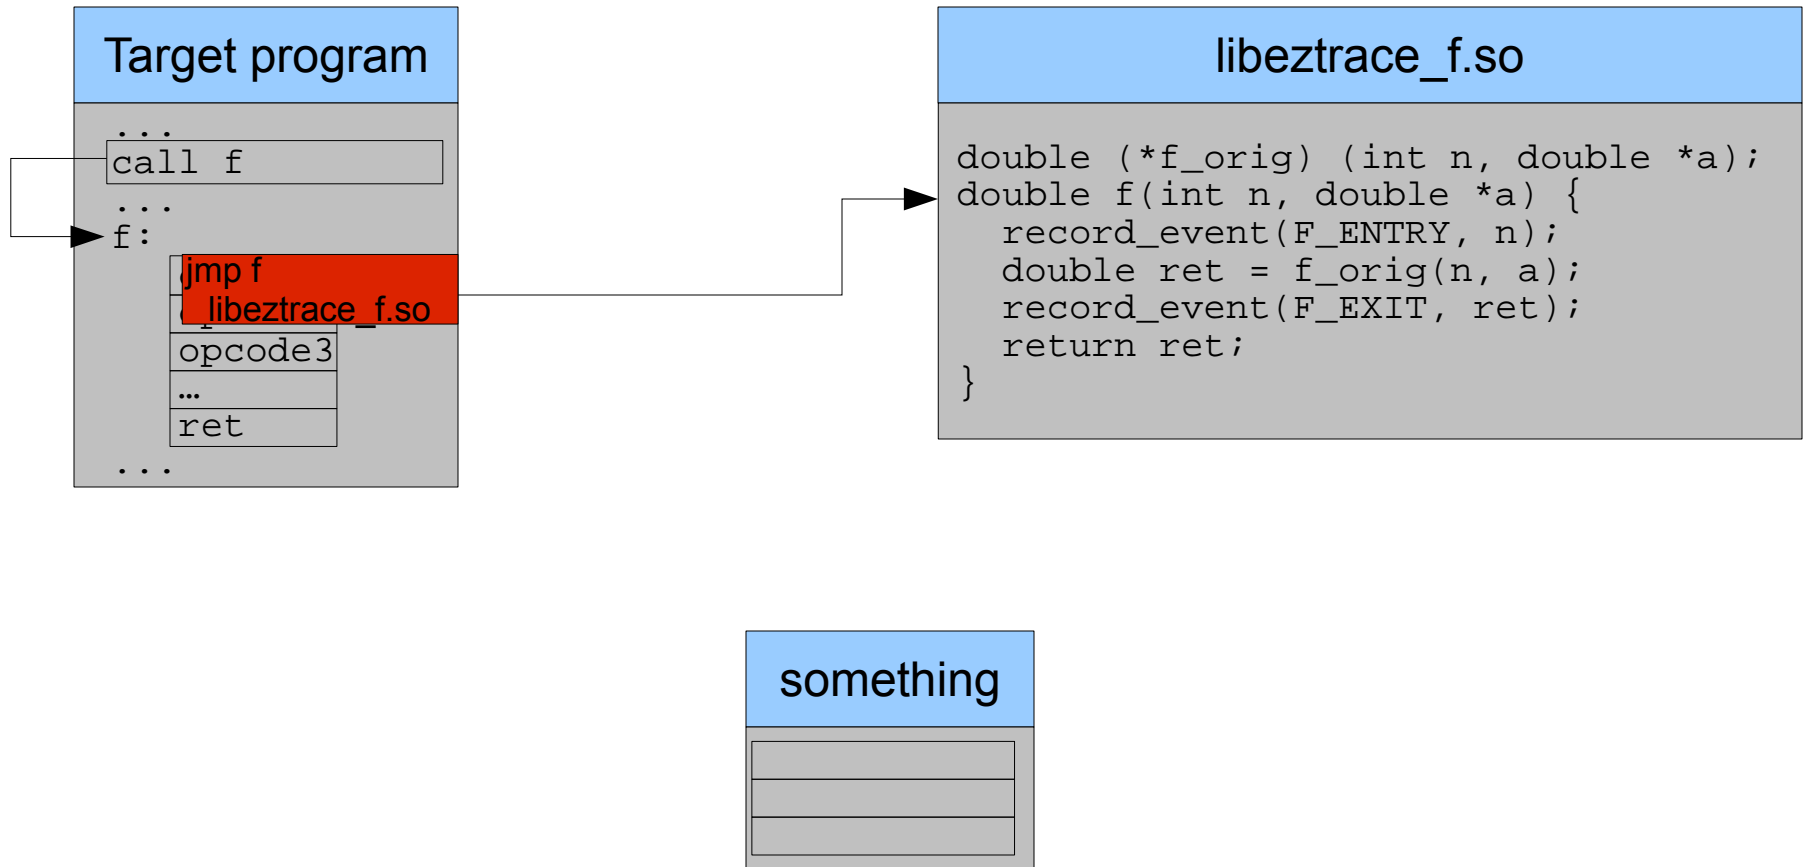 Target program
...
call f
...
f:
jmp f
libeztrace_f.so
opcode3
…
ret
...
libeztrace_f.so
double (*f_orig) (int n, double *a);
double f(int n, double *a) {
record_event(F_ENTRY, n);
double ret = f_orig(n, a);
record_event(F_EXIT, ret);
return ret;
}
something